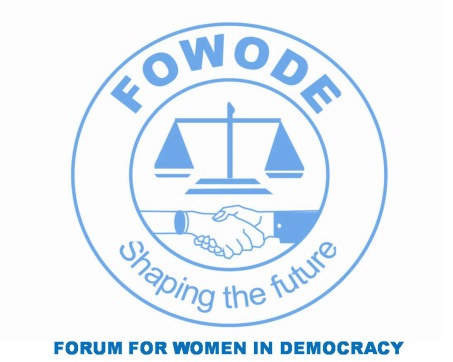 FOWODE
Shaping the future
FORUM FOR WOMEN IN DEMOCRACY